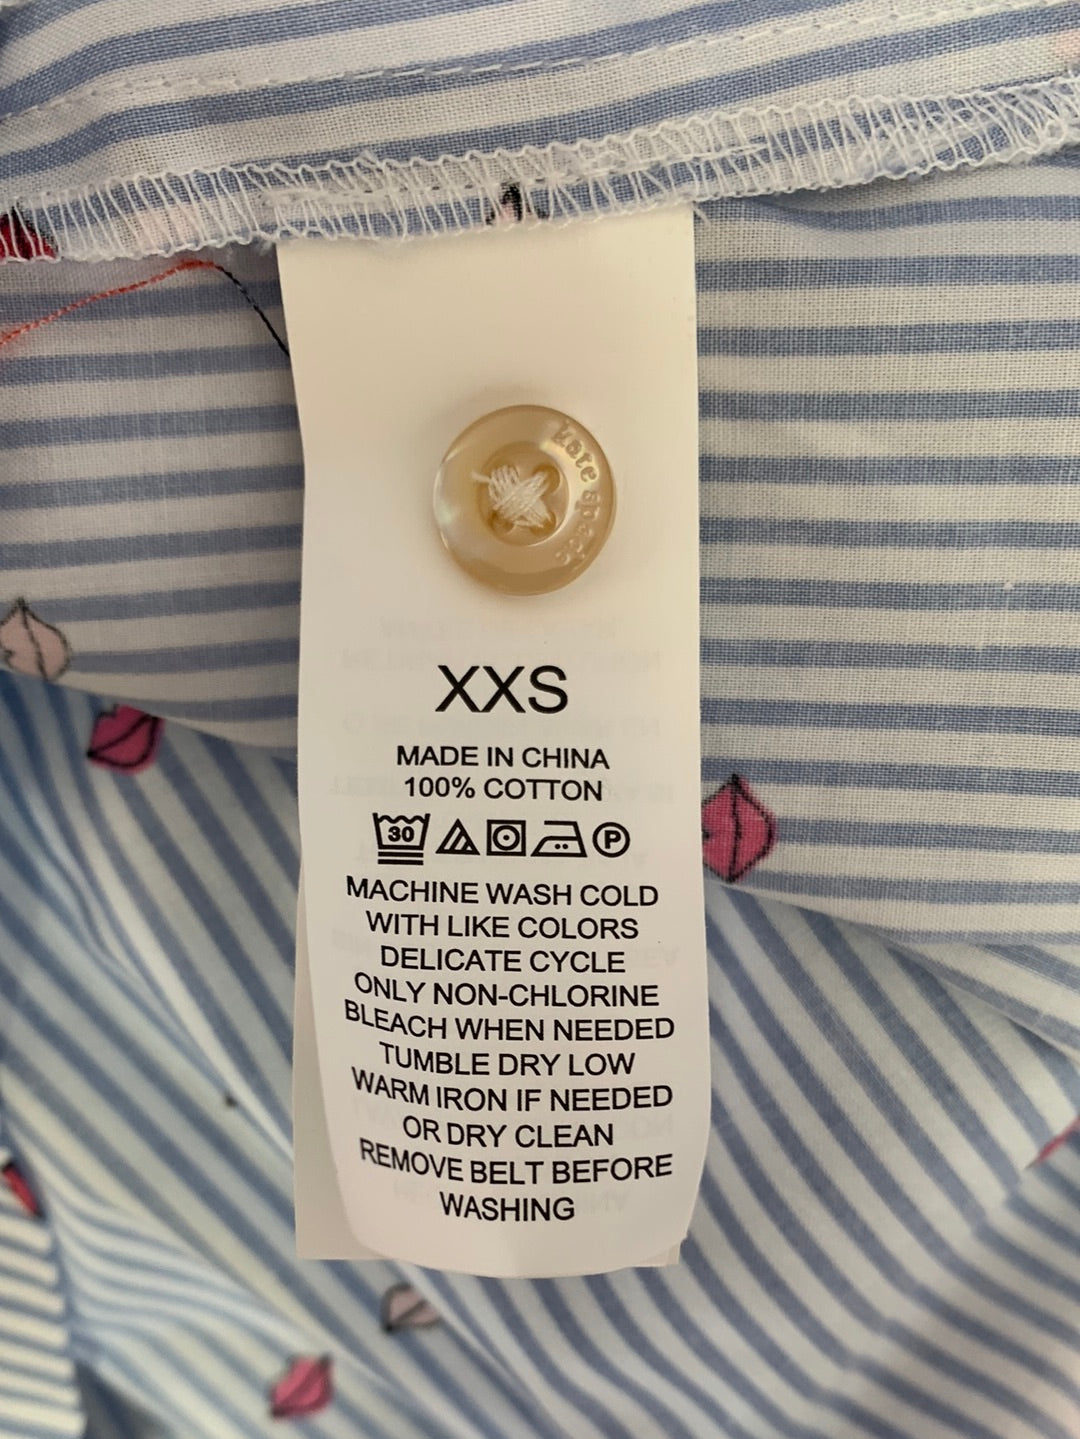 kate spade
XXS
MADE IN CHINA
100% COTTON
30 P
MACHINE WASH COLD
WITH LIKE COLORS
DELICATE CYCLE
ONLY NON-CHLORINE
BLEACH WHEN NEEDED
TUMBLE DRY LOW
WARM IRON IF NEEDED
OR DRY CLEAN
REMOVE BELT BEFORE
WASHING